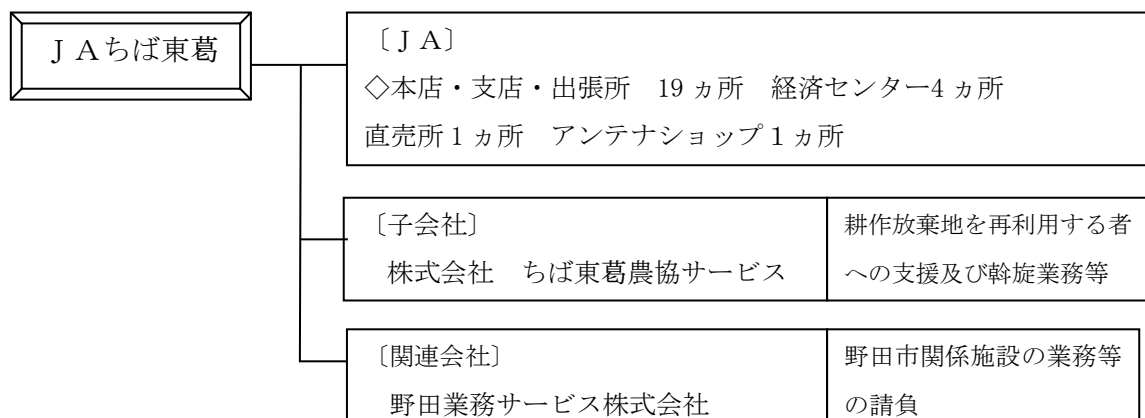 ＪＡちば東葛
〔ＪＡ〕
◇本店・支店・出張所　19 ヵ所　経済センター4 ヵ所
直売所１ヵ所　アンテナショップ１ヵ所
〔子会社〕
株式会社　ちば東葛農協サービス
耕作放棄地を再利用する者
への支援及び斡旋業務等
〔関連会社〕
野田業務サービス株式会社
野田市関係施設の業務等
の請負